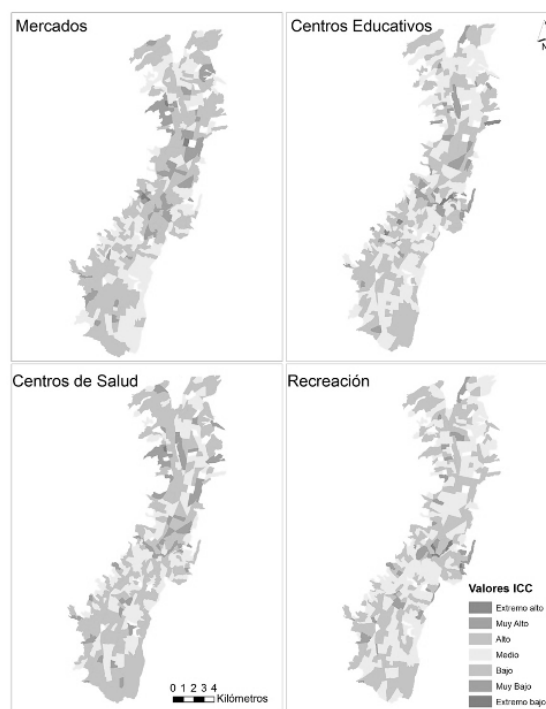 Mercados
Centros Educativos
N
Centros de Salud
Recreación
Valores ICC
Extremo alto
Muy Alto
Alto
Medio
Bajo
Muy Bajo
Extremo bajo
0 1 2 3 4
Kilómetros